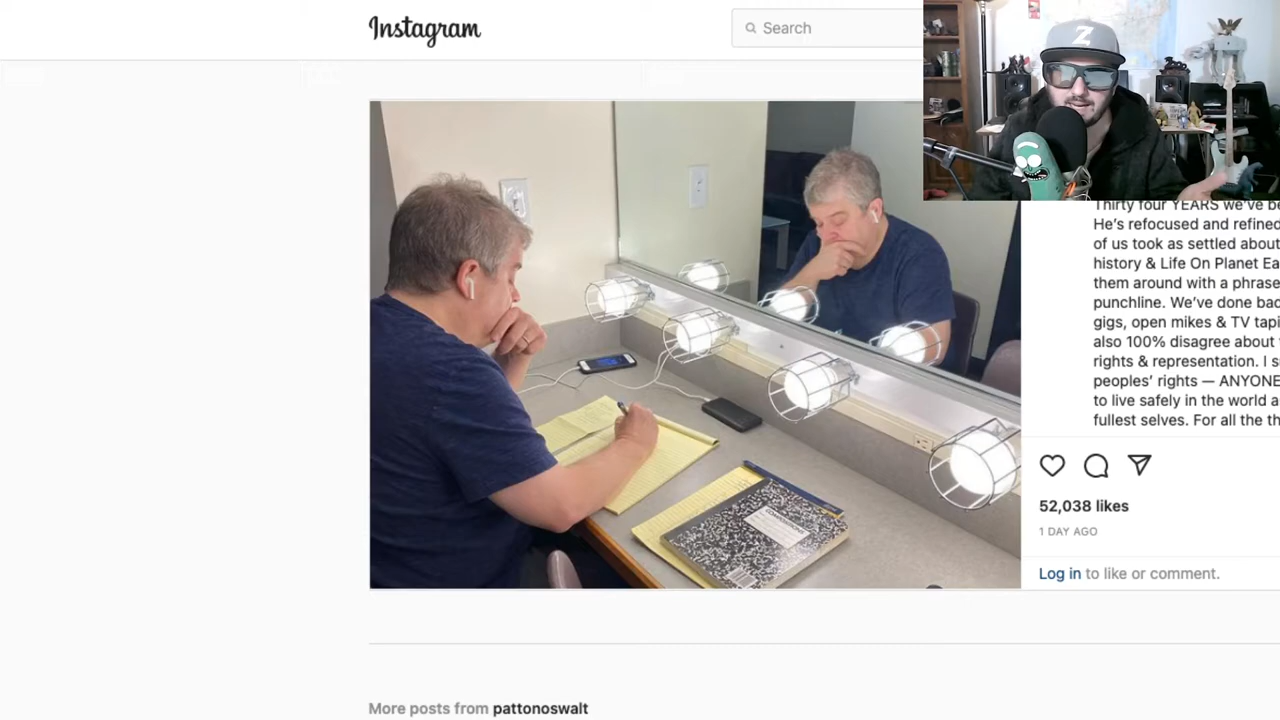 Instagram
Search
Z
Thirty four YEARS we've be
He's refocused and refined
of us took as settled about
history & Life On Planet Ea
them around with a phrase
punchline. We've done bad
gigs, open mikes & TV tapi
also 100% disagree about
rights & representation. I s
peoples' rights — ANYONE
to live safely in the world a
fullest selves. For all the th
COMPOSITIONS
52,038 likes
1 DAY AGO
Log in to like or comment.
More posts from pattonoswalt